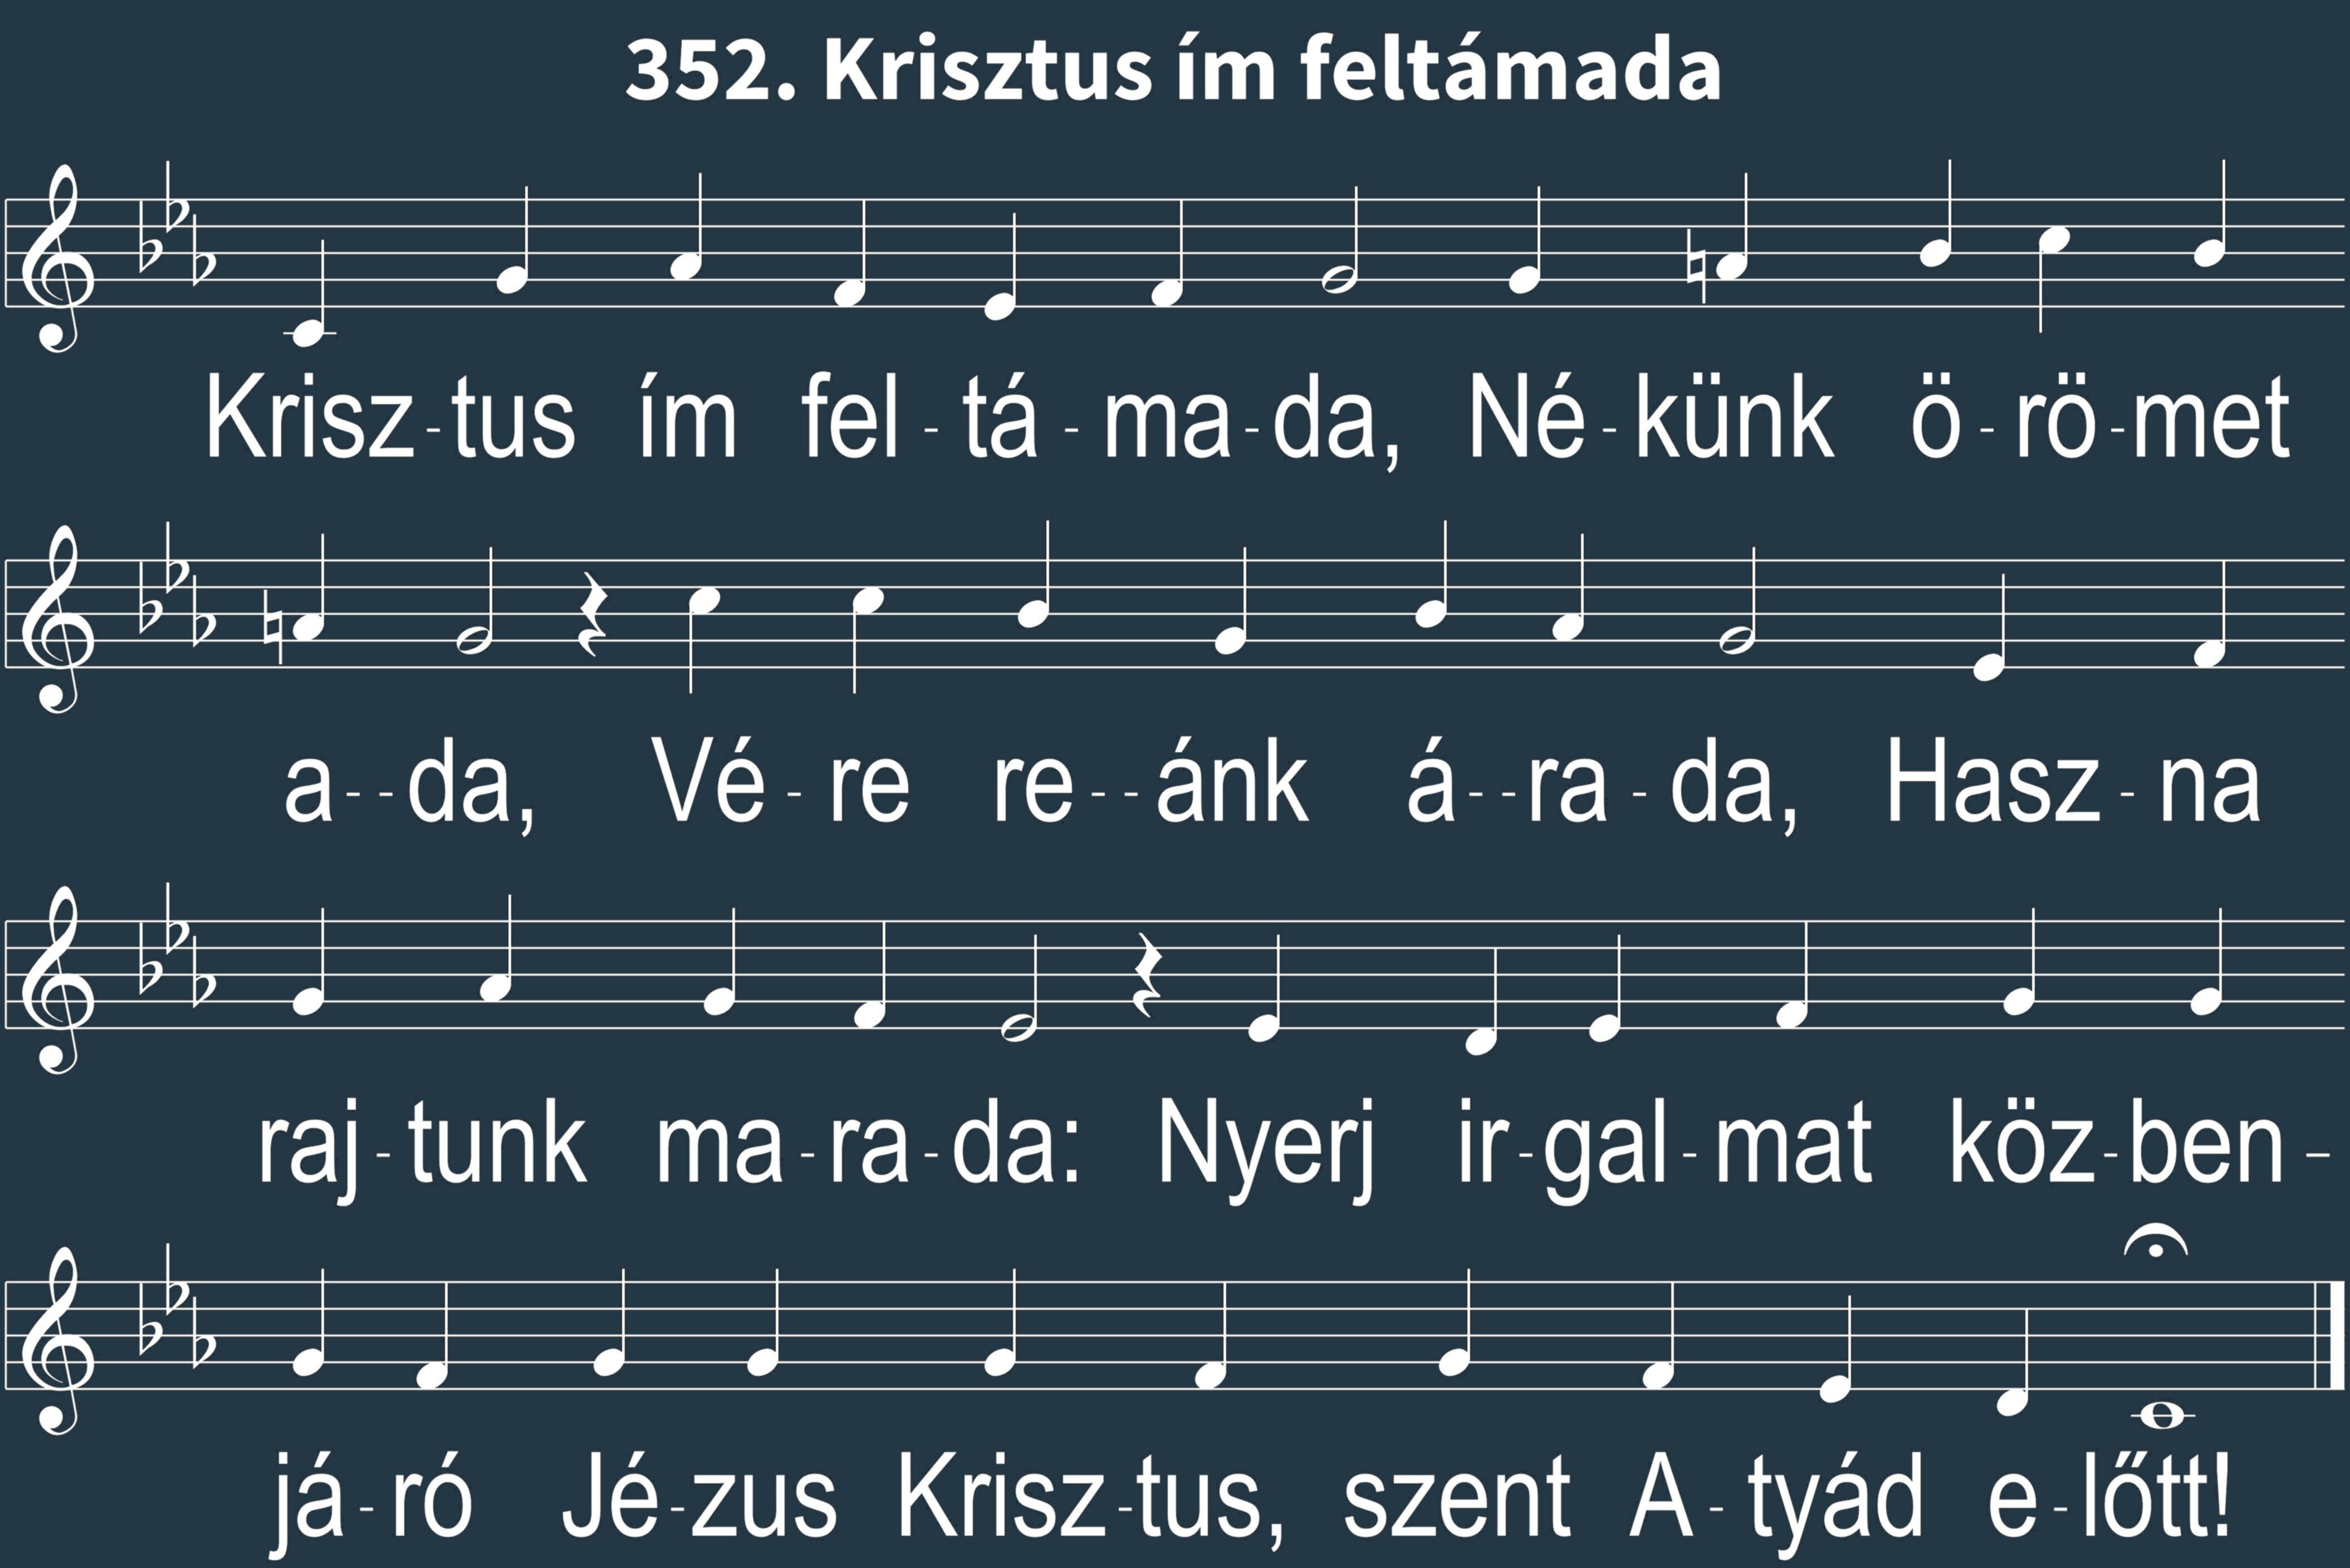 352. Krisztus ím feltámada
Krisz-tus ím fel-tá-ma-da, Né-künk ö-rö-met
a--da, Vé-re re--ánk á--ra-da, Hasz-na
raj-tunk ma-ra-da: Nyerj ir-gal-mat köz-ben-
já-ró Jé-zus Krisz-tus, szent A-tyád e-lőtt!